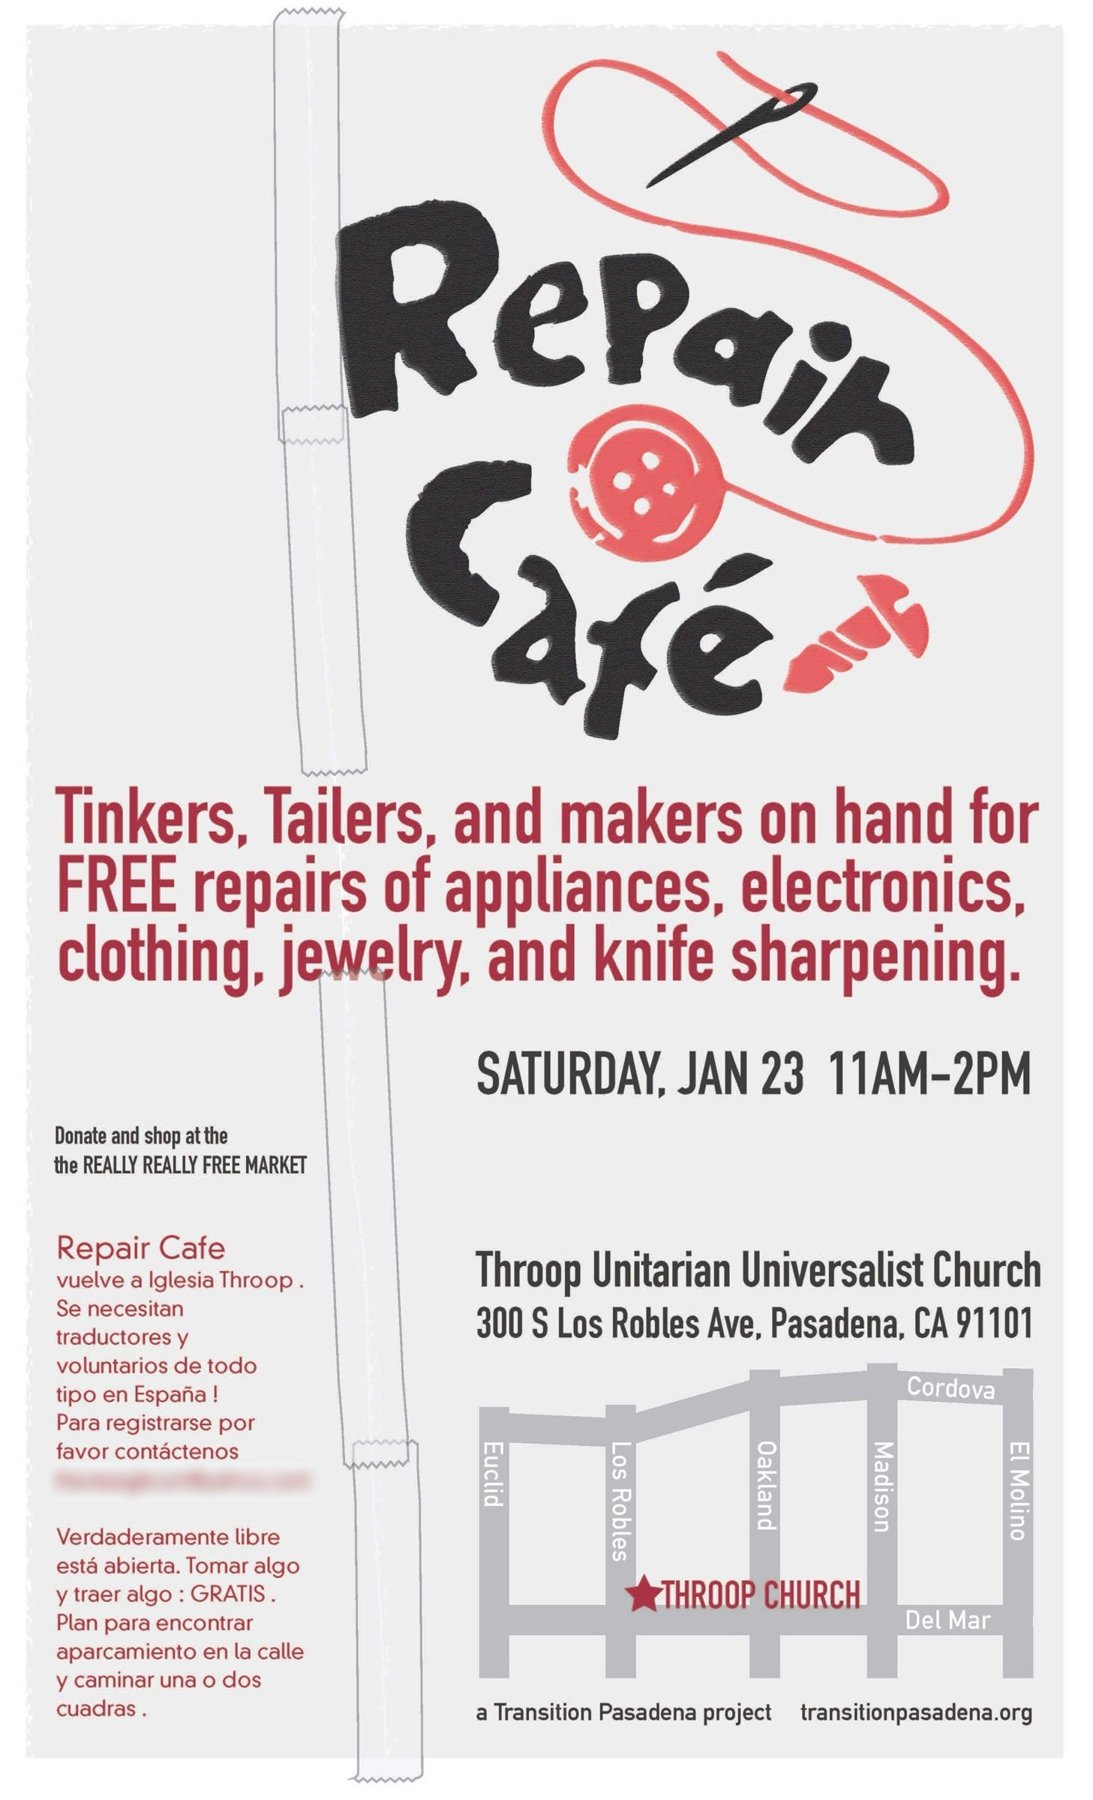 Repair
Café
Tinkers, Tailers, and makers on hand for
FREE repairs of appliances, electronics,
clothing, jewelry, and knife sharpening.
SATURDAY, JAN 23 11AM-2PM
Donate and shop at the
the REALLY REALLY FREE MARKET
Repair Cafe
vuelve a Iglesia Throop .
Se necesitan
traductores y
voluntarios de todo
tipo en España !
Para registrarse por
favor contáctenos
Verdaderamente libre
está abierta. Tomar algo
y traer algo : GRATIS .
Plan para encontrar
aparcamiento en la calle
y caminar una o dos
cuadras .
Throop Unitarian Universalist Church
300 S Los Robles Ave, Pasadena, CA 91101
Cordova
Euclid
Los Robles
Oakland
Madison
El Molino
THROOP CHURCH
Del Mar
a Transition Pasadena project transitionpasadena.org